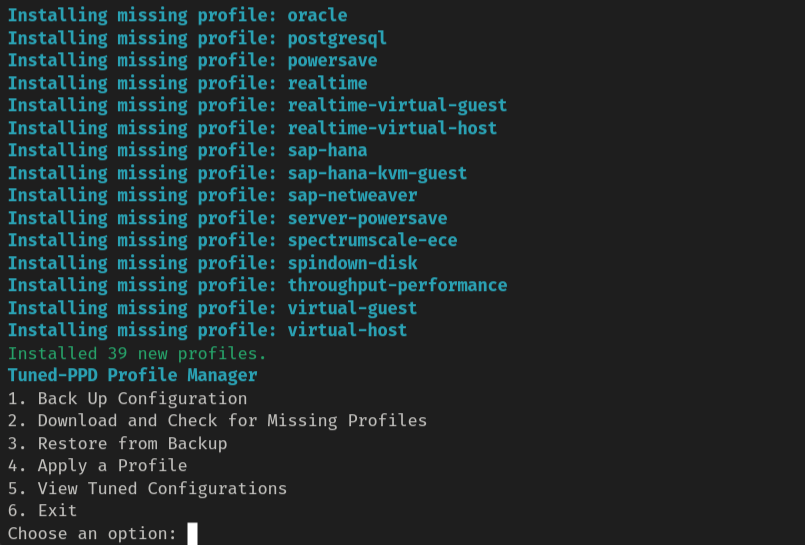 Installing missing profile: oracle
Installing missing profile: postgresql
Installing missing profile: powersave
Installing missing profile: realtime
Installing missing profile: realtime-virtual-guest
Installing missing profile: realtime-virtual-host
Installing missing profile: sap-hana
Installing missing profile: sap-hana-kvm-guest
Installing missing profile: sap-netweaver
Installing missing profile: server-powersave
Installing missing profile: spectrumscale-ece
Installing missing profile: spindown-disk
Installing missing profile: throughput-performance
Installing missing profile: virtual-guest
Installing missing profile: virtual-host
Installed 39 new profiles.
Tuned-PPD Profile Manager
1. Back Up Configuration
2. Download and Check for Missing Profiles
3. Restore from Backup
4. Apply a Profile
5. View Tuned Configurations
6. Exit
Choose an option: